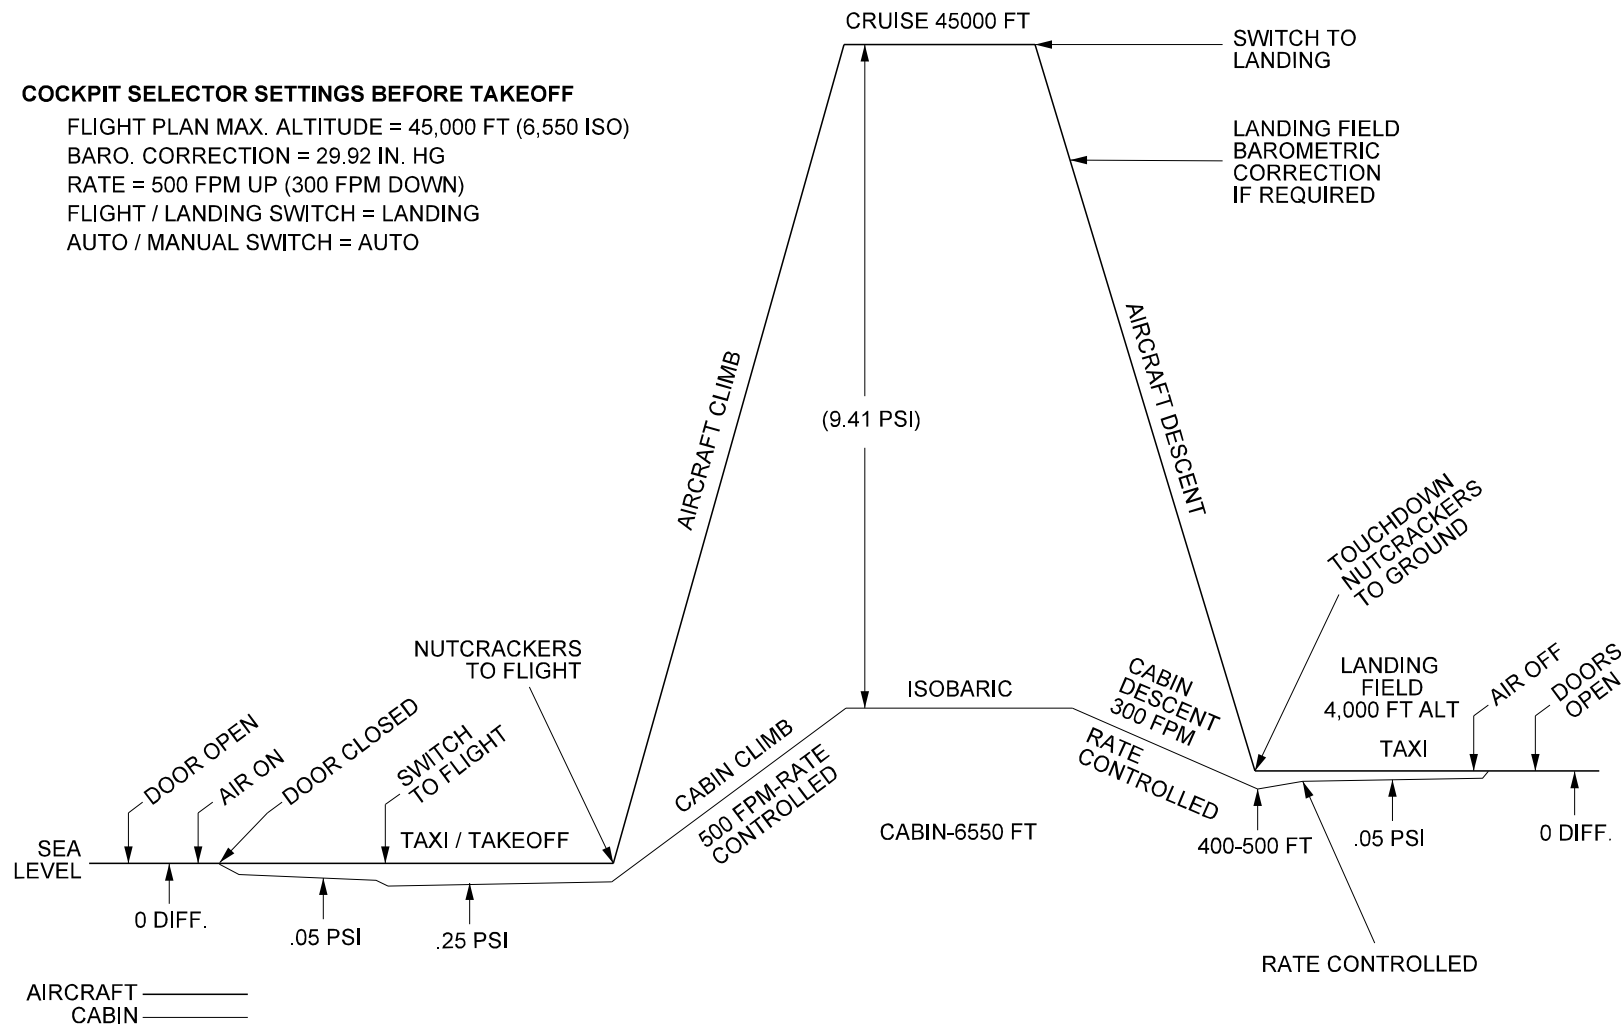 CRUISE 45000 FT
SWITCH TO
LANDING
COCKPIT SELECTOR SETTINGS BEFORE TAKEOFF
FLIGHT PLAN MAX. ALTITUDE = 45,000 FT (6,550 ISO)
BARO. CORRECTION = 29.92 IN. HG
RATE = 500 FPM UP (300 FPM DOWN)
FLIGHT / LANDING SWITCH = LANDING
AUTO / MANUAL SWITCH = AUTO
LANDING FIELD
BAROMETRIC
CORRECTION
IF REQUIRED
AIRCRAFT CLIMB
(9.41 PSI)
AIRCRAFT DESCENT
TOUCHDOWN
NUTCRACKERS
TO GROUND
NUTCRACKERS
TO FLIGHT
ISOBARIC
CABIN
DESCENT
300 FPM
RATE
CONTROLLED
LANDING
FIELD
4,000 FT ALT
TAXI
AIR OFF
DOORS
OPEN
DOOR OPEN
AIR ON
DOOR CLOSED
SWITCH
TO FLIGHT
CABIN CLIMB
500 FPM-RATE
CONTROLLED
SEA
LEVEL
TAXI / TAKEOFF
CABIN-6550 FT
400-500 FT
.05 PSI
0 DIFF.
0 DIFF.
.05 PSI
.25 PSI
RATE CONTROLLED
AIRCRAFT
CABIN